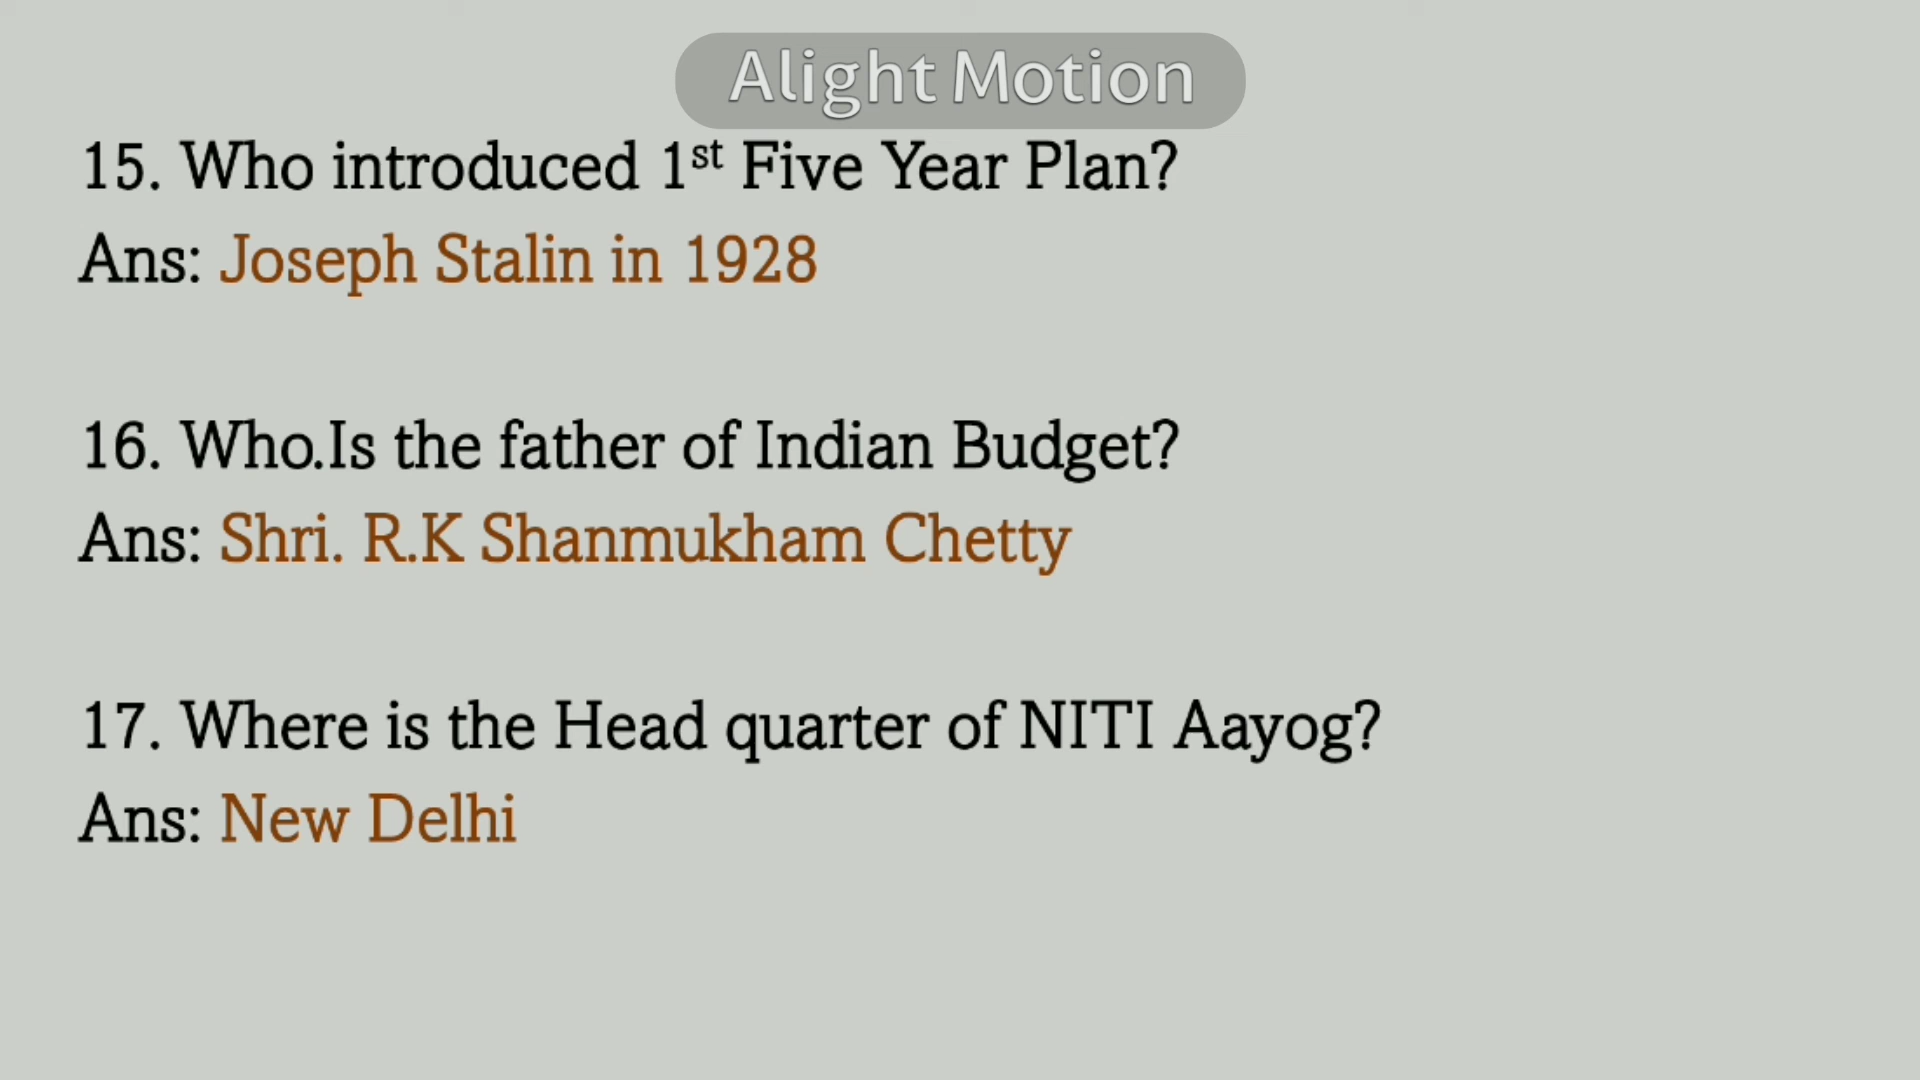 Alight Motion
15. Who introduced 1st Five Year Plan?
Ans: Joseph Stalin in 1928
16. Who.Is the father of Indian Budget?
Ans: Shri. R.K Shanmukham Chetty
17. Where is the Head quarter of NITI Aayog?
Ans: New Delhi